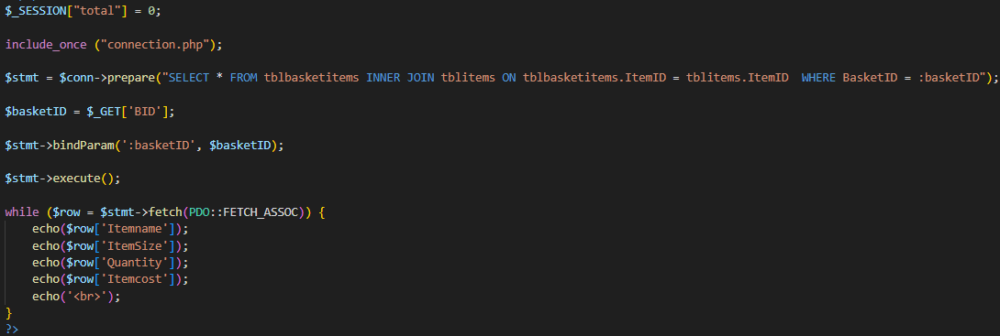 $_SESSION["total"] = 0;
include_once ("connection.php");
$stmt = $conn->prepare("SELECT * FROM tblbasketitems INNER JOIN tblitems ON tblbasketitems.ItemID = tblitems.ItemID  WHERE BasketID = :basketID");
$basketID = $_GET['BID'];
$stmt->bindParam(':basketID', $basketID);
$stmt->execute();
while ($row = $stmt->fetch(PDO::FETCH_ASSOC)) {
    echo($row['Itemname']);
    echo($row['ItemSize']);
    echo($row['Quantity']);
    echo($row['Itemcost']);
    echo('<br>');
}
?>